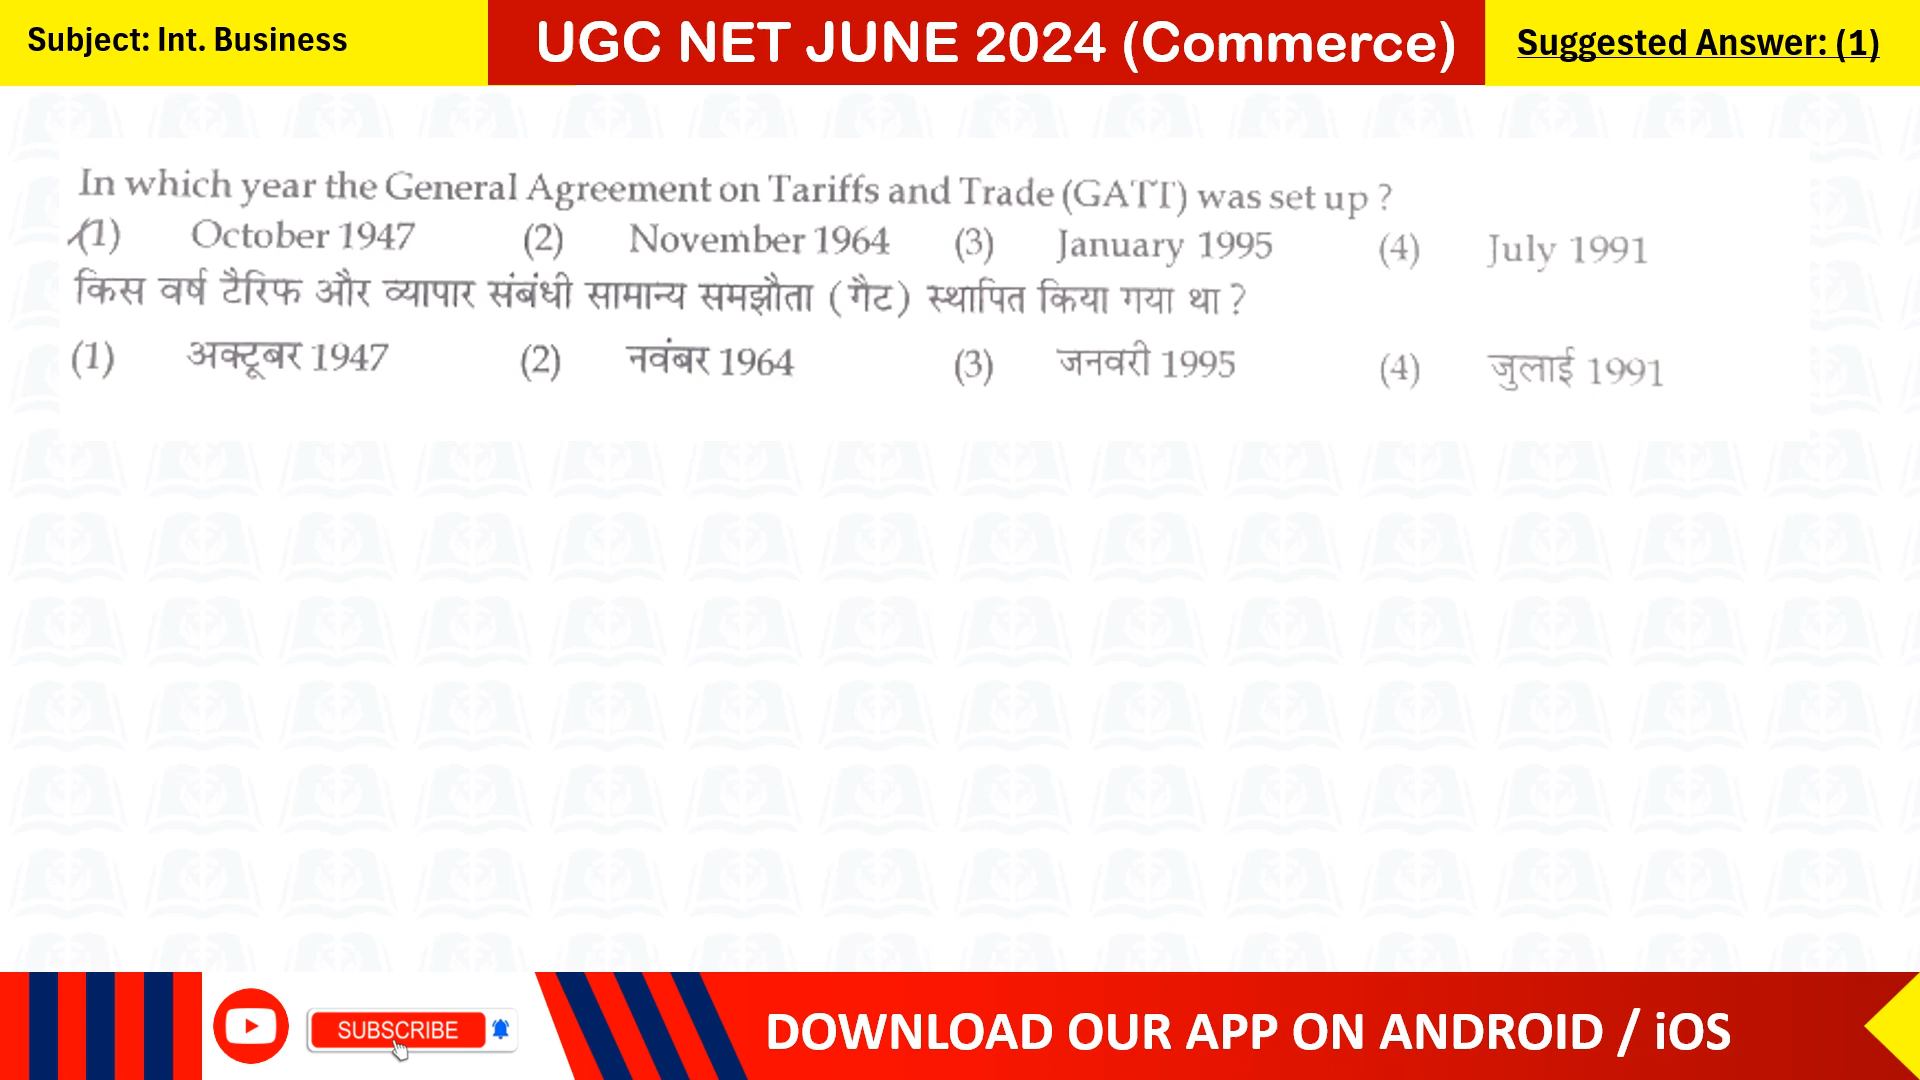 Subject: Int. Business
UGC NET JUNE 2024 (Commerce)
Suggested Answer: (1)
In which year the General Agreement on Tariffs and Trade (GATT) was set up ?
(1) October 1947 (2) November 1964 (3) January 1995 (4) July 1991
किस वर्ष टैरिफ और व्यापार संबंधी सामान्य समझौता (गैट) स्थापित किया गया था ?
(1) अक्टूबर 1947 (2) नवंबर 1964 (3) जनवरी 1995 (4) जुलाई 1991
SUBSCRIBE
DOWNLOAD OUR APP ON ANDROID / iOS